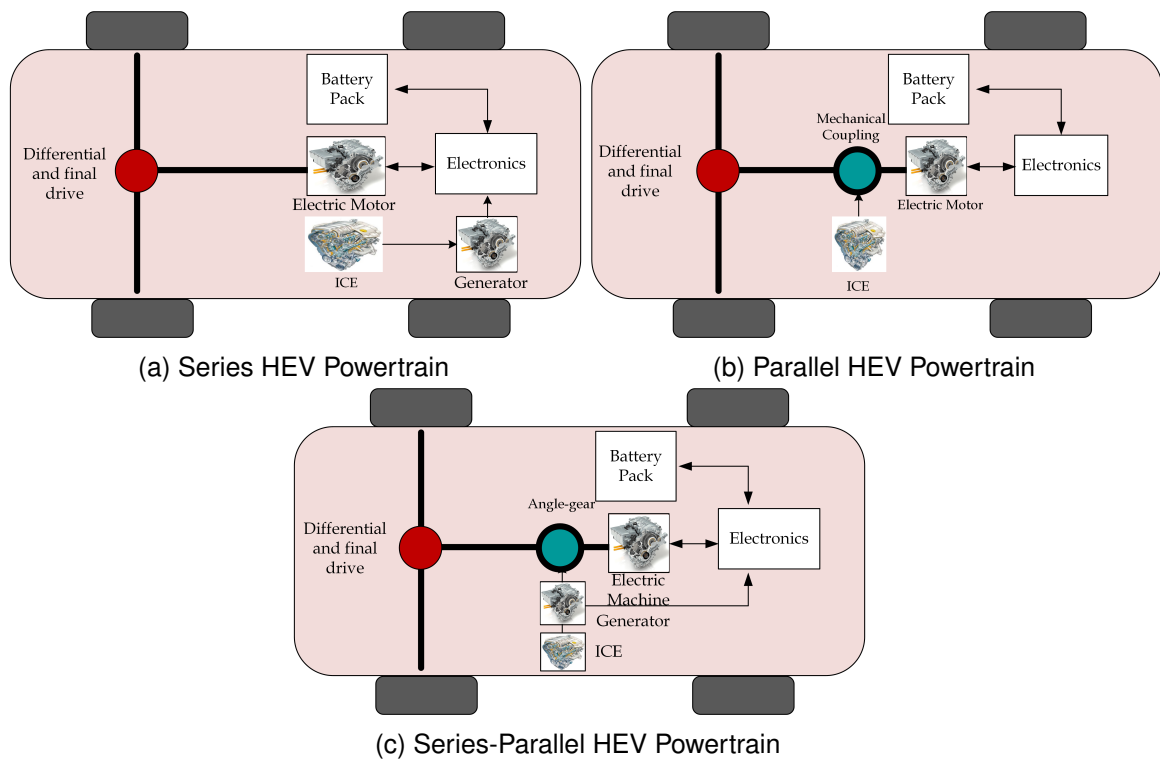 Battery
Pack
Differential
and final
drive
Electronics
Electric Motor
ICE
Generator
(a) Series HEV Powertrain
Battery
Pack
Mechanical
Coupling
Differential
and final
drive
Electronics
Electric Motor
ICE
(b) Parallel HEV Powertrain
Battery
Pack
Angle-gear
Differential
and final
drive
Electronics
Electric
Machine
Generator
ICE
(c) Series-Parallel HEV Powertrain